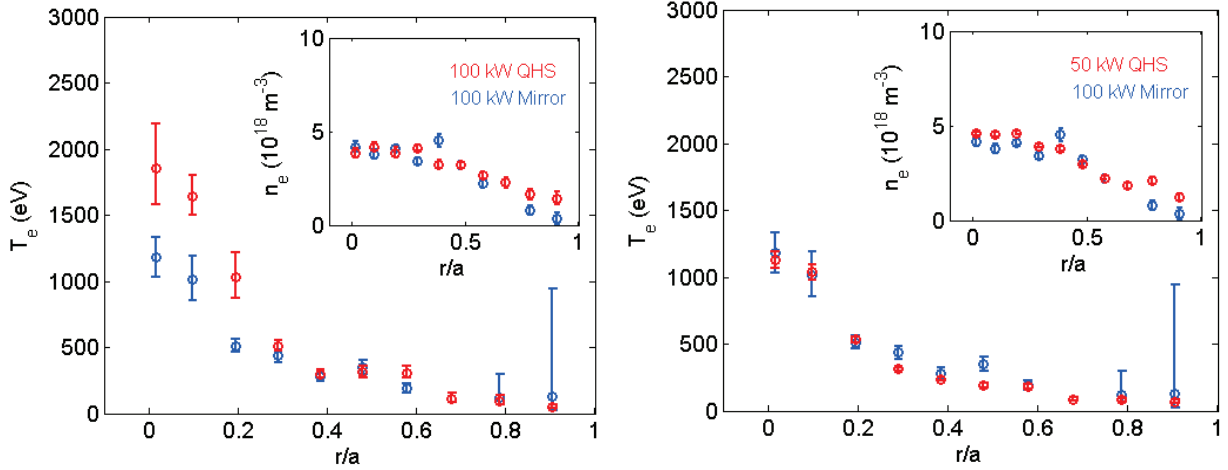 3000
2500
2000
1500
1000
500
0
T_e (eV)
0 0.2 0.4 0.6 0.8 1
r/a
10
5
0
n_e (10^18 m^-3)
100 kW QHS
100 kW Mirror
0 0.5 1
r/a
3000
2500
2000
1500
1000
500
0
T_e (eV)
0 0.2 0.4 0.6 0.8 1
r/a
10
5
0
n_e (10^18 m^-3)
50 kW QHS
100 kW Mirror
0 0.5 1
r/a